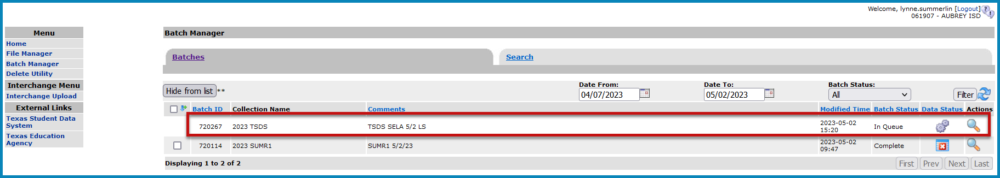 Welcome, lynne.summerlin [Logout]
061907 - AUBREY ISD
Menu
Home
File Manager
Batch Manager
Delete Utility
Interchange Menu
Interchange Upload
External Links
Texas Student Data
System
Texas Education
Agency
Batch Manager
Batches Search
Hide from list ** Date From: Date To: Batch Status:
04/07/2023 05/02/2023 All Filter
Batch ID Collection Name Comments Modified Time Batch Status Data Status Actions
720267 2023 TSDS TSDS SELA 5/2 LS 2023-05-02 In Queue
15:20
720114 2023 SUMR1 SUMR1 5/2/23 2023-05-02 Complete
09:47
Displaying 1 to 2 of 2 First Prev Next Last